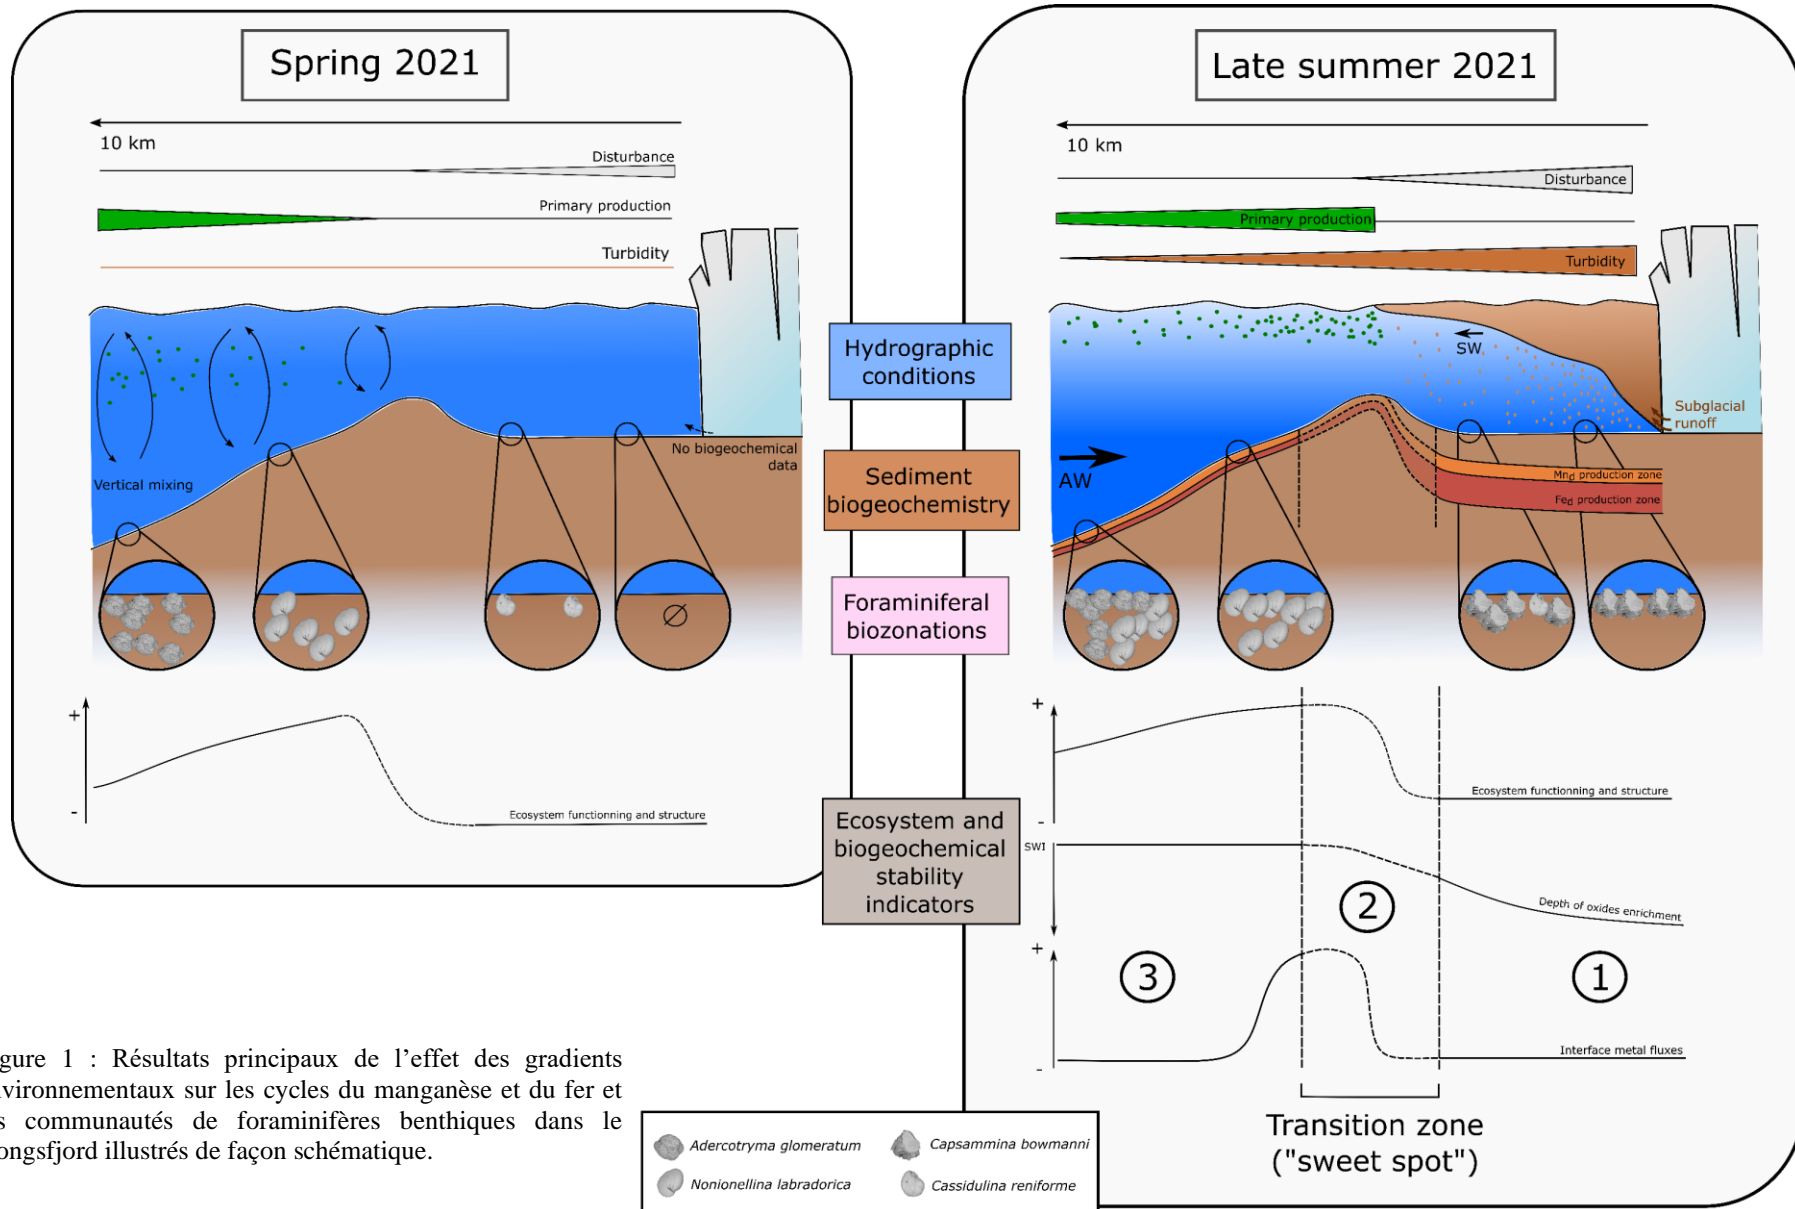 Spring 2021
10 km
Disturbance
Primary production
Turbidity
Vertical mixing
No biogeochemical
data
+
-
Ecosystem functionning and structure
Hydrographic
conditions
Sediment
biogeochemistry
Foraminiferal
biozonations
Ecosystem and
biogeochemical
stability
indicators
Late summer 2021
10 km
Disturbance
Primary production
Turbidity
SW
Subglacial
runoff
AW
Mnd production zone
Fed production zone
+
-
Ecosystem functionning and structure
SWI
Depth of oxides enrichment
+
-
Interface metal fluxes
3
2
1
Transition zone
("sweet spot")
gure 1 : Résultats principaux de l’effet des gradients
nvironnementaux sur les cycles du manganèse et du fer et
s communautés de foraminifères benthiques dans le
ongsfjord illustrés de façon schématique.
Adercotryma glomeratum
Capsammina bowmanni
Nonionellina labradorica
Cassidulina reniforme